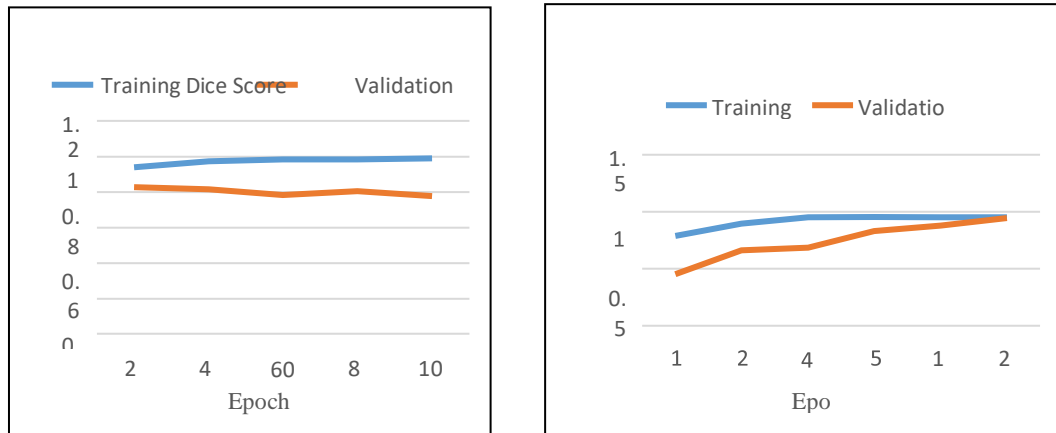 Training Dice Score Validation
1.
2
1
0.
8
0.
6
0
2 4 60 8 10
Epoch
Training Validatio
1.
5
1
0.
5
1 2 4 5 1 2
Epo